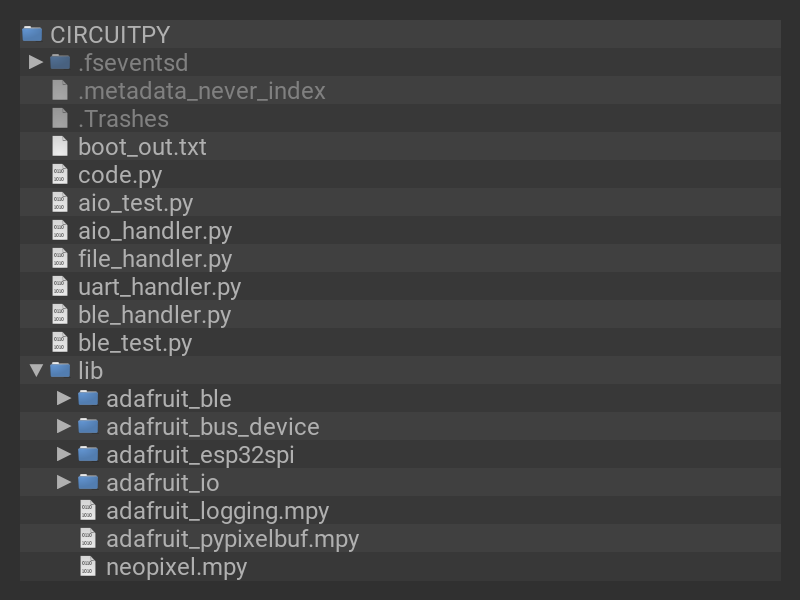 CIRCUITPY
.fseventsd
.metadata_never_index
.Trashes
boot_out.txt
code.py
aio_test.py
aio_handler.py
file_handler.py
uart_handler.py
ble_handler.py
ble_test.py
lib
adafruit_ble
adafruit_bus_device
adafruit_esp32spi
adafruit_io
adafruit_logging.mpy
adafruit_pypixelbuf.mpy
neopixel.mpy